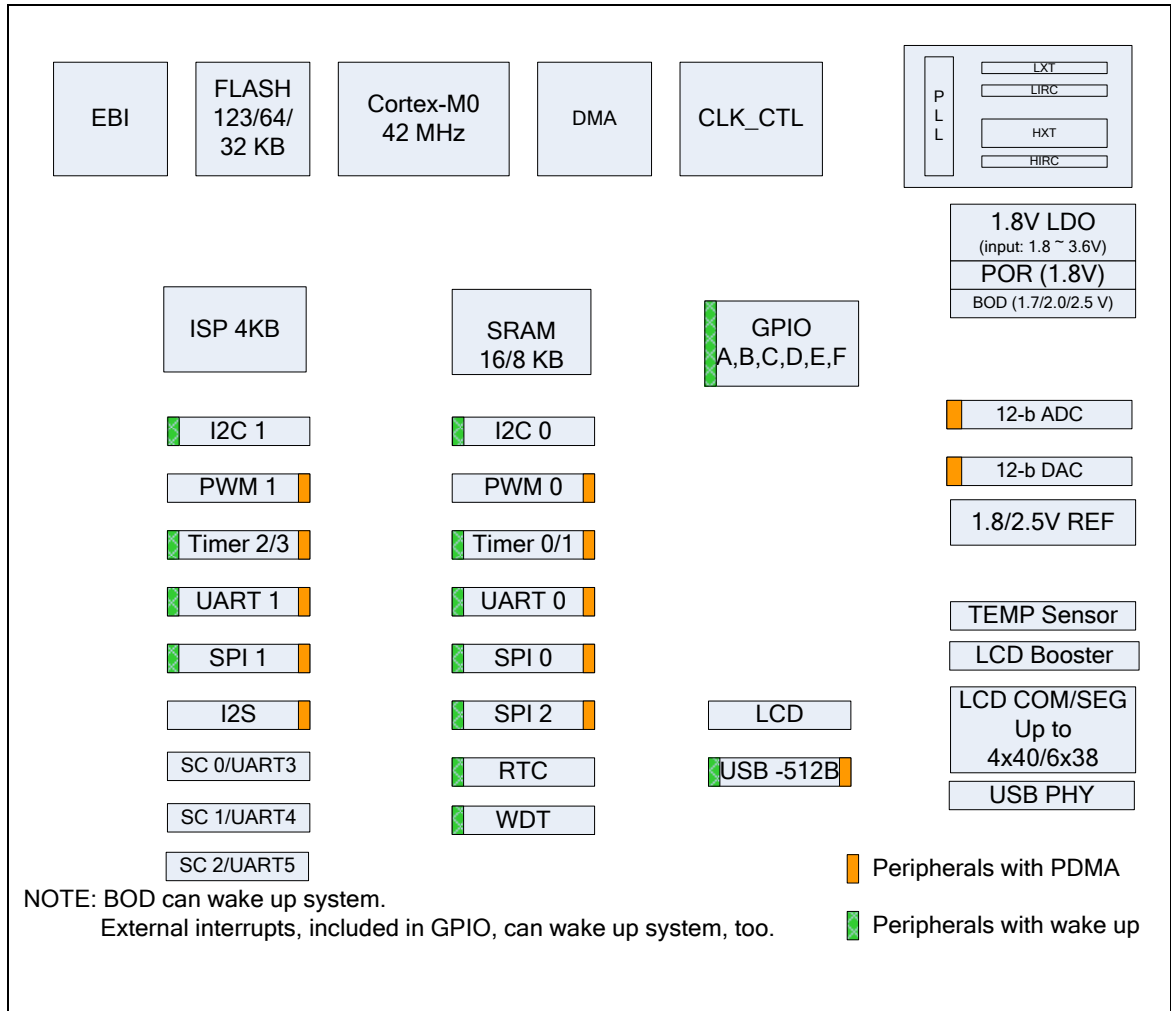 EBI
FLASH
123/64/
32 KB
Cortex-M0
42 MHz
DMA
CLK_CTL
P
L
L
LXT
LIRC
HXT
HIRC
1.8V LDO
(input: 1.8 ~ 3.6V)
POR (1.8V)
BOD (1.7/2.0/2.5 V)
ISP 4KB
SRAM
16/8 KB
GPIO
A,B,C,D,E,F
I2C 1
I2C 0
12-b ADC
PWM 1
PWM 0
12-b DAC
1.8/2.5V REF
Timer 2/3
Timer 0/1
UART 1
UART 0
TEMP Sensor
SPI 1
SPI 0
LCD Booster
I2S
SPI 2
LCD
LCD COM/SEG
Up to
4x40/6x38
SC 0/UART3
RTC
USB -512B
USB PHY
SC 1/UART4
WDT
SC 2/UART5
Peripherals with PDMA
NOTE: BOD can wake up system.
External interrupts, included in GPIO, can wake up system, too.
Peripherals with wake up